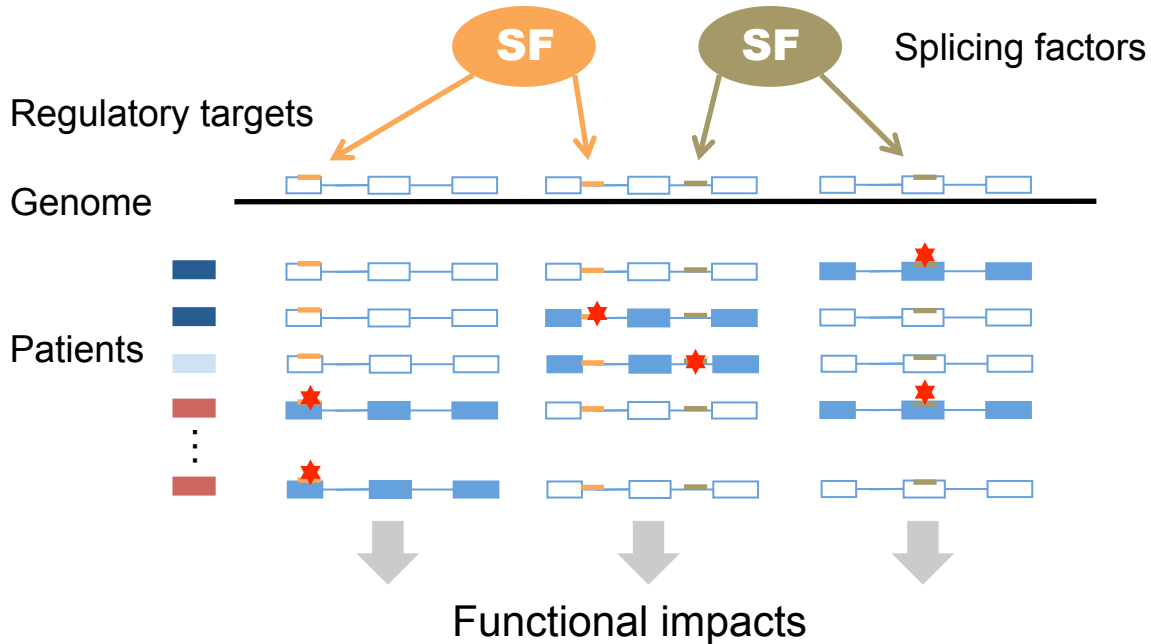 SF
SF
Splicing factors
Regulatory targets
Genome
Patients
Functional impacts